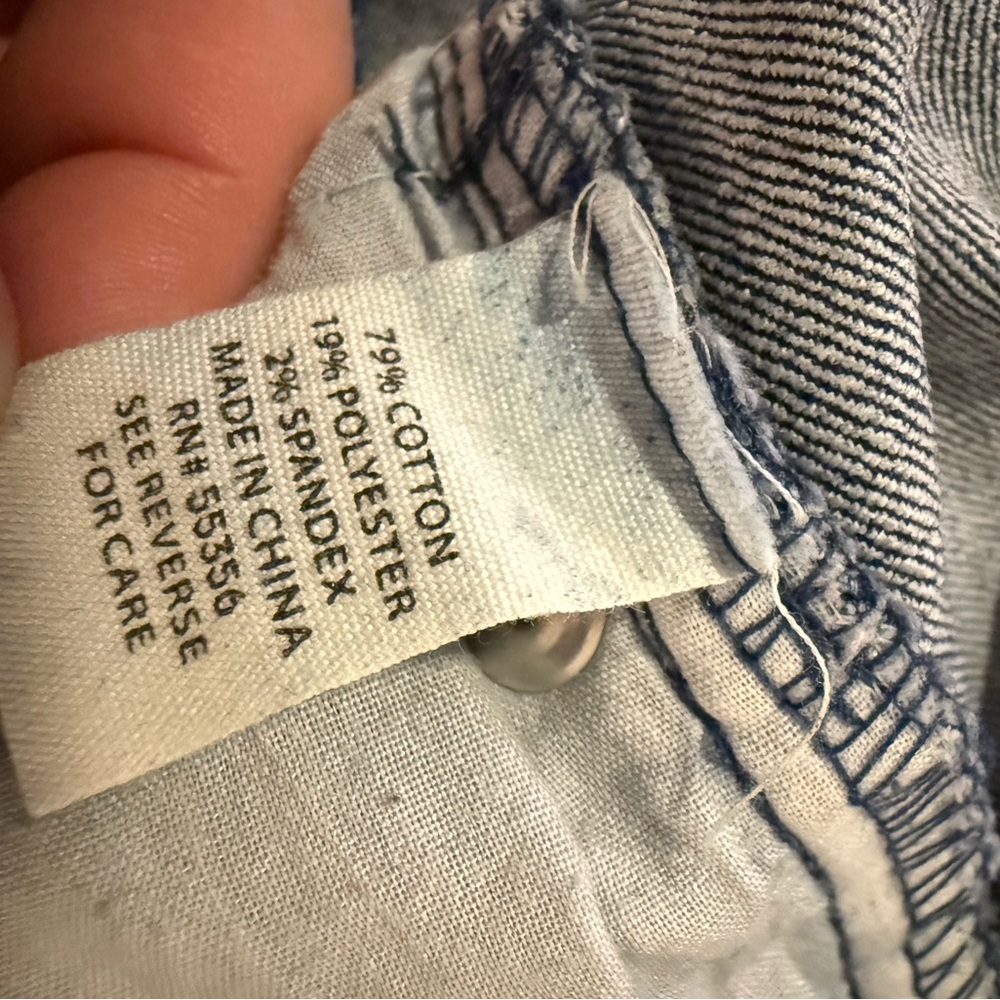 79% COTTON
19% POLYESTER
2% SPANDEX
MADE IN CHINA
RN# 55356
SEE REVERSE
FOR CARE